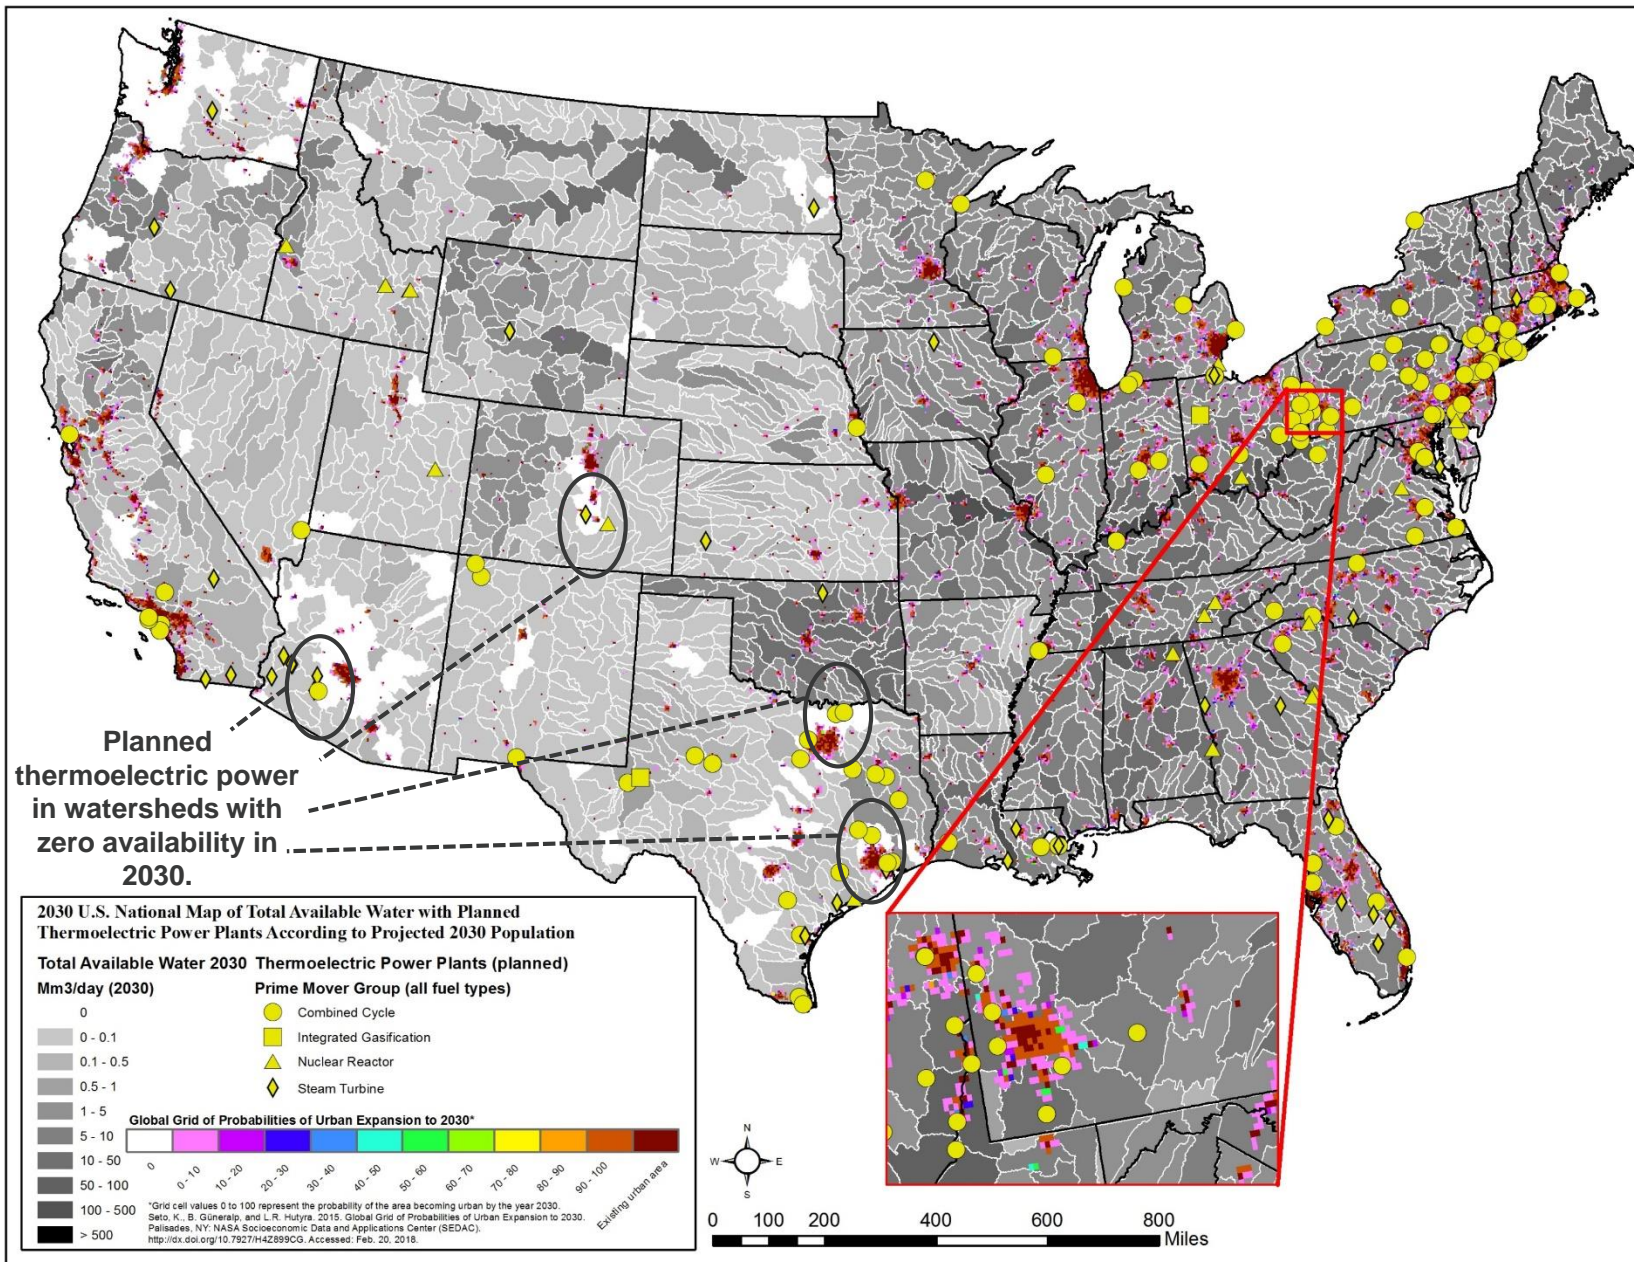 Planned
thermoelectric power
in watersheds with
zero availability in
2030.
2030 U.S. National Map of Total Available Water with Planned
Thermoelectric Power Plants According to Projected 2030 Population
Total Available Water 2030
Mm3/day (2030)
0
0 - 0.1
0.1 - 0.5
0.5 - 1
1 - 5
5 - 10
10 - 50
50 - 100
100 - 500
> 500
Thermoelectric Power Plants (planned)
Prime Mover Group (all fuel types)
Combined Cycle
Integrated Gasification
Nuclear Reactor
Steam Turbine
Global Grid of Probabilities of Urban Expansion to 2030*
0
0 - 10
10 - 20
20 - 30
30 - 40
40 - 50
50 - 60
60 - 70
70 - 80
80 - 90
90 - 100
Existing urban area
*Grid cell values 0 to 100 represent the probability of the area becoming urban by the year 2030.
Seto, K., B. Güneralp, and L.R. Hutyra. 2015. Global Grid of Probabilities of Urban Expansion to 2030.
Palisades, NY: NASA Socioeconomic Data and Applications Center (SEDAC).
http://dx.doi.org/10.7927/H4Z899CG. Accessed: Feb. 20, 2018.
N
W E
S
0 100 200 400 600 800
Miles